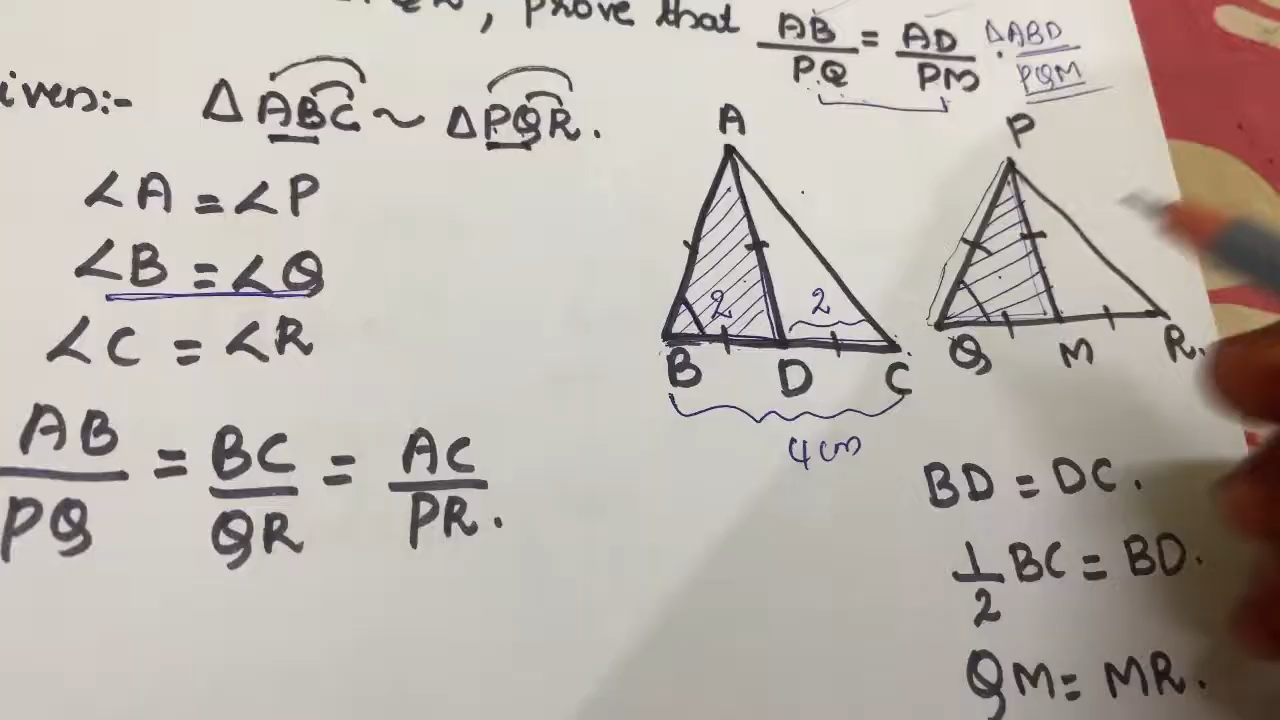 , prove that AB/PQ = AD/PM . ΔABD/PQM
iven:- ΔABC ~ ΔPQR.
∠A = ∠P
∠B = ∠Q
∠C = ∠R
AB/PQ = BC/QR = AC/PR.
A
B D C
2 2
4cm
P
Q M R.
BD = DC.
1/2 BC = BD.
QM = MR.